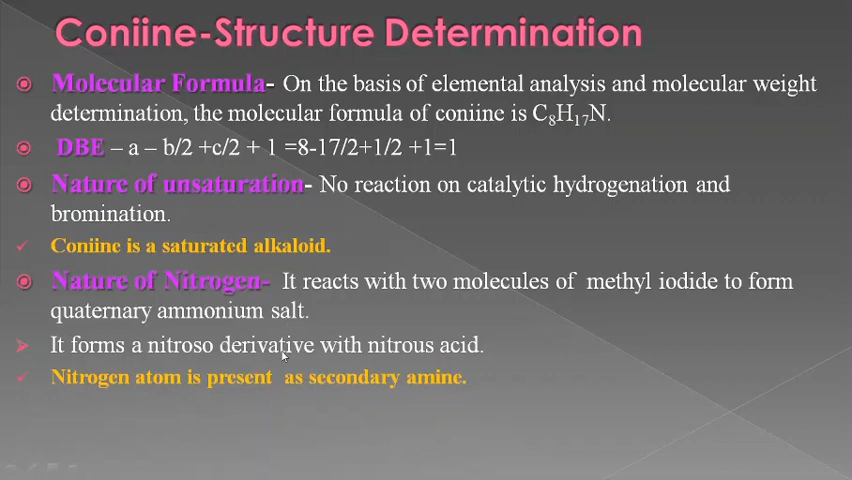 Coniine-Structure Determination
Molecular Formula- On the basis of elemental analysis and molecular weight
determination, the molecular formula of coniine is C₈H₁₇N.
DBE – a – b/2 +c/2 + 1 =8-17/2+1/2 +1=1
Nature of unsaturation- No reaction on catalytic hydrogenation and
bromination.
Coniine is a saturated alkaloid.
Nature of Nitrogen- It reacts with two molecules of methyl iodide to form
quaternary ammonium salt.
It forms a nitroso derivative with nitrous acid.
Nitrogen atom is present as secondary amine.